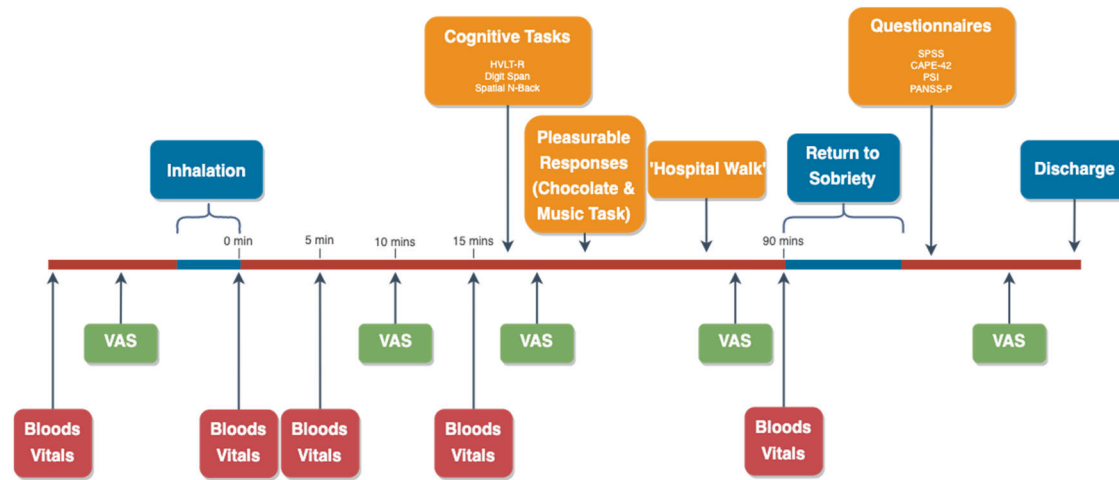 Cognitive Tasks
HVLT-R
Digit Span
Spatial N-Back
Questionnaires
SPSS
CAPE-42
PSI
PANSS-P
Pleasurable
Responses
(Chocolate &
Music Task)
Inhalation
'Hospital Walk'
Return to
Sobriety
Discharge
0 min
5 min
10 mins
15 mins
90 mins
VAS
VAS
VAS
VAS
VAS
Bloods
Vitals
Bloods
Vitals
Bloods
Vitals
Bloods
Vitals
Bloods
Vitals